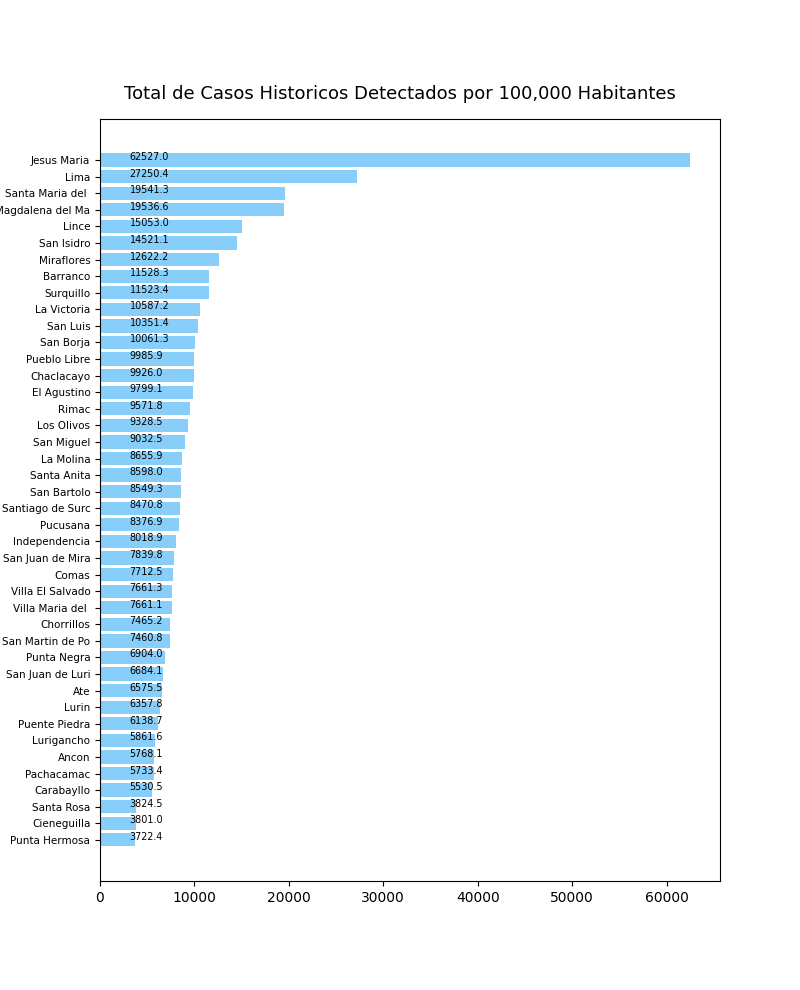 Total de Casos Historicos Detectados por 100,000 Habitantes
Jesus Maria 62527.0
Lima 27250.4
Santa Maria del 19541.3
Magdalena del Ma 19536.6
Lince 15053.0
San Isidro 14521.1
Miraflores 12622.2
Barranco 11528.3
Surquillo 11523.4
La Victoria 10587.2
San Luis 10351.4
San Borja 10061.3
Pueblo Libre 9985.9
Chaclacayo 9926.0
El Agustino 9799.1
Rimac 9571.8
Los Olivos 9328.5
San Miguel 9032.5
La Molina 8655.9
Santa Anita 8598.0
San Bartolo 8549.3
Santiago de Surc 8470.8
Pucusana 8376.9
Independencia 8018.9
San Juan de Mira 7839.8
Comas 7712.5
Villa El Salvado 7661.3
Villa Maria del 7661.1
Chorrillos 7465.2
San Martin de Po 7460.8
Punta Negra 6904.0
San Juan de Luri 6684.1
Ate 6575.5
Lurin 6357.8
Puente Piedra 6138.7
Lurigancho 5861.6
Ancon 5768.1
Pachacamac 5733.4
Carabayllo 5530.5
Santa Rosa 3824.5
Cieneguilla 3801.0
Punta Hermosa 3722.4
0 10000 20000 30000 40000 50000 60000